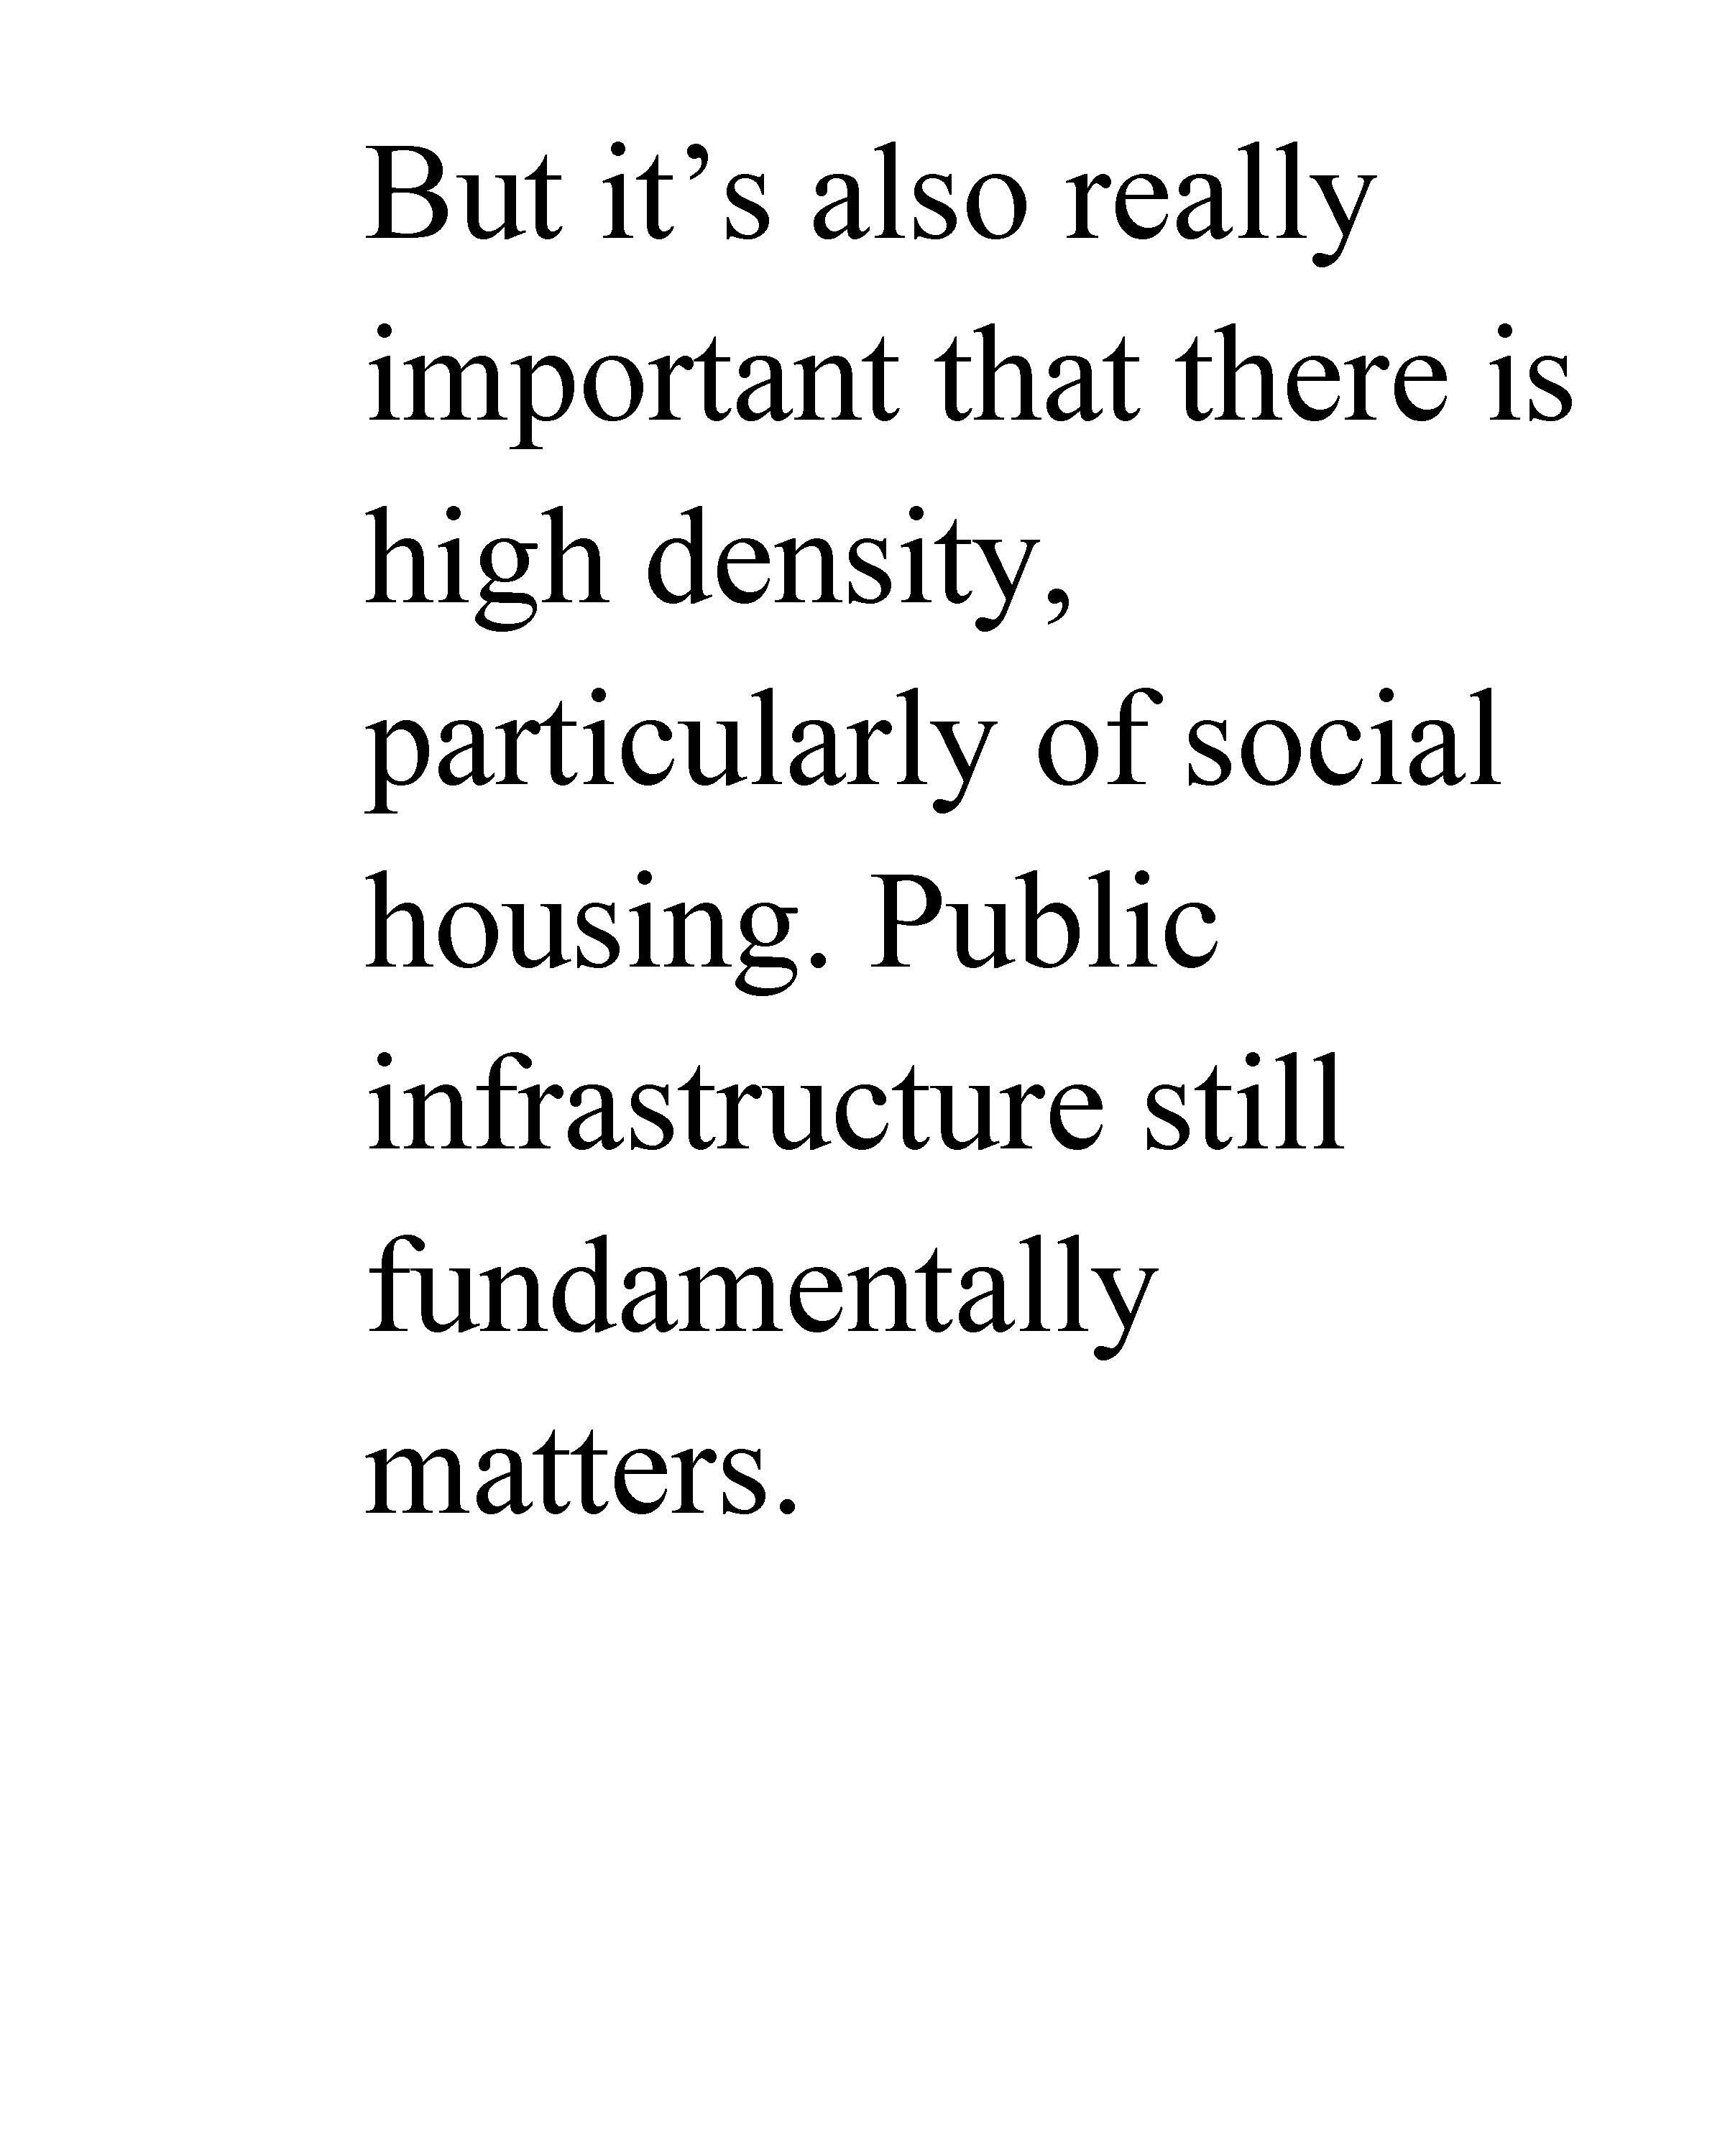 But it’s also really
important that there is
high density,
particularly of social
housing. Public
infrastructure still
fundamentally
matters.